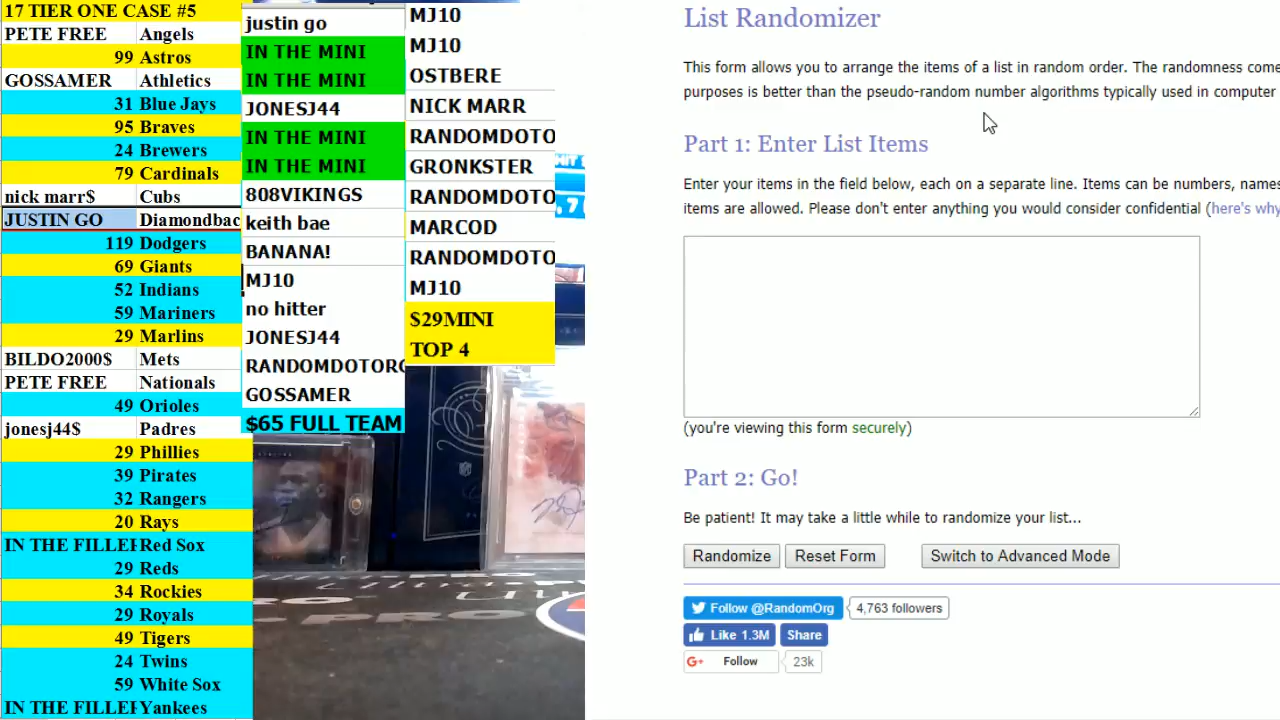 17 TIER ONE CASE #5
PETE FREE Angels
99 Astros
GOSSAMER Athletics
31 Blue Jays
95 Braves
24 Brewers
79 Cardinals
nick marr$ Cubs
JUSTIN GO Diamondbac
119 Dodgers
69 Giants
52 Indians
59 Mariners
29 Marlins
BILDO2000$ Mets
PETE FREE Nationals
49 Orioles
jonesj44$ Padres
29 Phillies
39 Pirates
32 Rangers
20 Rays
IN THE FILLEF Red Sox
29 Reds
34 Rockies
29 Royals
49 Tigers
24 Twins
59 White Sox
IN THE FILLEF Yankees
justin go
IN THE MINI
IN THE MINI
JONESJ44
IN THE MINI
IN THE MINI
808VIKINGS
keith bae
BANANA!
MJ10
no hitter
JONESJ44
RANDOMDOTORG
GOSSAMER
$65 FULL TEAM
MJ10
MJ10
OSTBERE
NICK MARR
RANDOMDOTO
GRONKSTER
RANDOMDOTO
MARCOD
RANDOMDOTO
MJ10
$29MINI
TOP 4
List Randomizer
This form allows you to arrange the items of a list in random order. The randomness come
purposes is better than the pseudo-random number algorithms typically used in computer
Part 1: Enter List Items
Enter your items in the field below, each on a separate line. Items can be numbers, names
items are allowed. Please don't enter anything you would consider confidential (here's why
(you're viewing this form securely)
Part 2: Go!
Be patient! It may take a little while to randomize your list...
Randomize Reset Form Switch to Advanced Mode
Follow @RandomOrg 4,763 followers
Like 1.3M Share
G+ Follow 23k